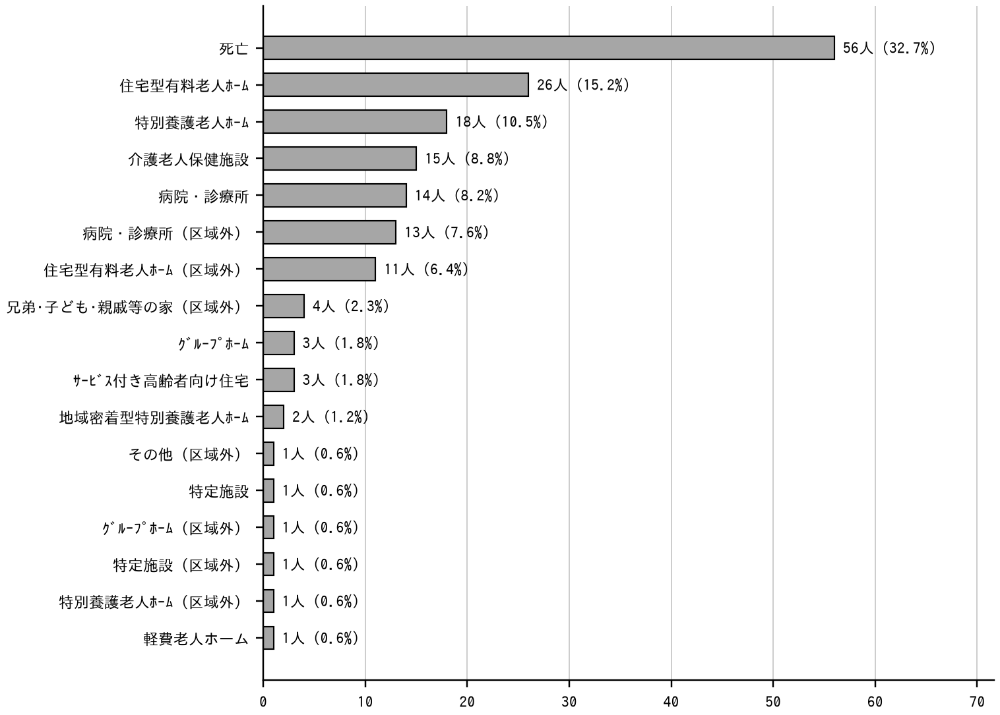 死亡 56人（32.7%）
住宅型有料老人ﾎｰﾑ 26人（15.2%）
特別養護老人ﾎｰﾑ 18人（10.5%）
介護老人保健施設 15人（8.8%）
病院・診療所 14人（8.2%）
病院・診療所（区域外） 13人（7.6%）
住宅型有料老人ﾎｰﾑ（区域外） 11人（6.4%）
兄弟･子ども･親戚等の家（区域外） 4人（2.3%）
ｸﾞﾙｰﾌﾟﾎｰﾑ 3人（1.8%）
ｻｰﾋﾞｽ付き高齢者向け住宅 3人（1.8%）
地域密着型特別養護老人ﾎｰﾑ 2人（1.2%）
その他（区域外） 1人（0.6%）
特定施設 1人（0.6%）
ｸﾞﾙｰﾌﾟﾎｰﾑ（区域外） 1人（0.6%）
特定施設（区域外） 1人（0.6%）
特別養護老人ﾎｰﾑ（区域外） 1人（0.6%）
軽費老人ホーム 1人（0.6%）
0 10 20 30 40 50 60 70